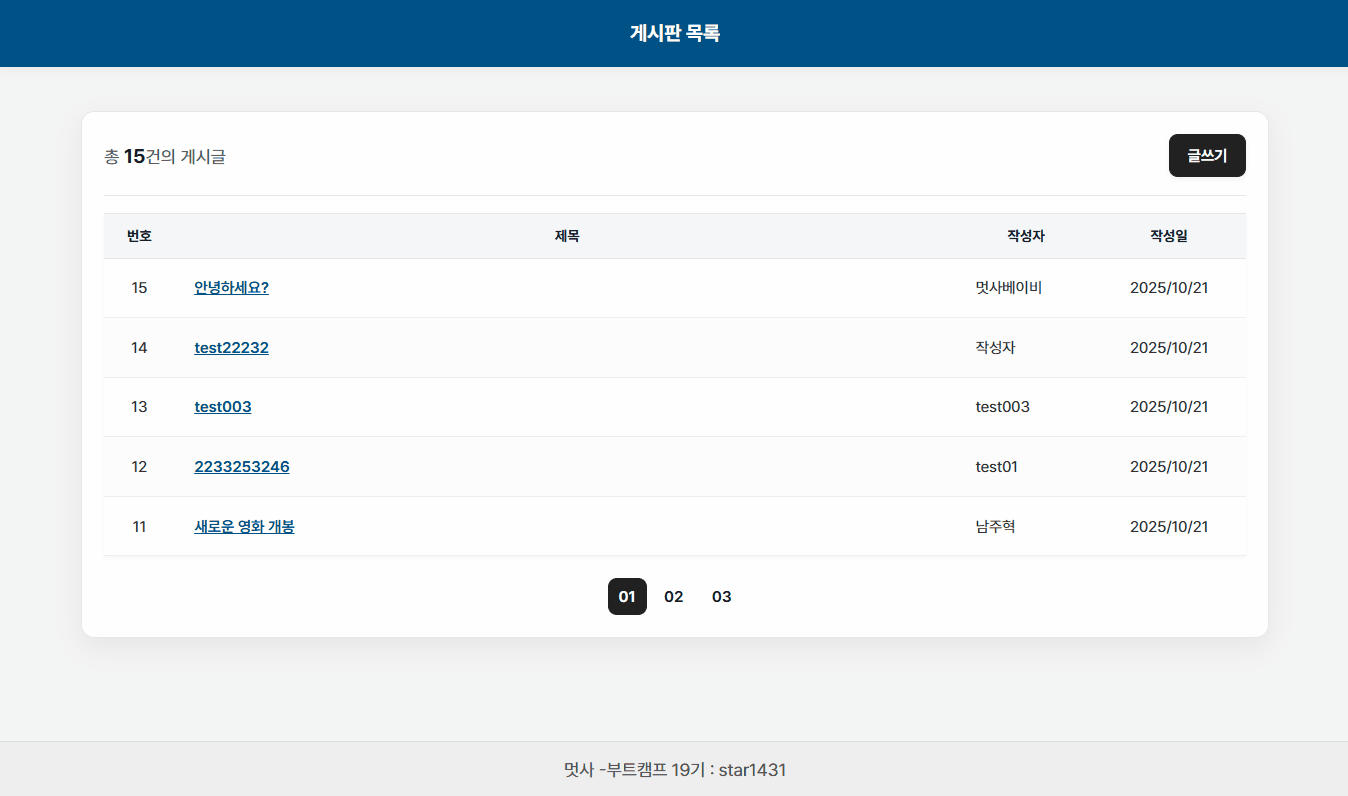 게시판 목록
총 15건의 게시글
글쓰기
번호 제목 작성자 작성일
15 안녕하세요? 멋사베이비 2025/10/21
14 test22232 작성자 2025/10/21
13 test003 test003 2025/10/21
12 2233253246 test01 2025/10/21
11 새로운 영화 개봉 남주혁 2025/10/21
01 02 03
멋사 -부트캠프 19기 : star1431